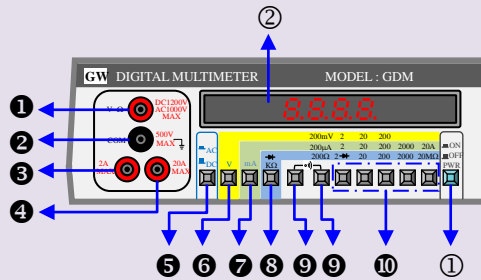 ②
GW DIGITAL MULTIMETER MODEL : GDM
8.8.8.8.
❶ V Ω DC1200V
AC1000V
MAX
❷ COM 500V
MAX
❸ 2A
MAX
20A
MAX
❹
AC
DC
V
mA
KΩ
200mV 2 20 200
200µA 2 20 200 2000 20A
200Ω 2 20 200 2000 20MΩ
ON
OFF
PWR
❺ ❻ ❼ ❽ ❾ ❾ ❿ ①